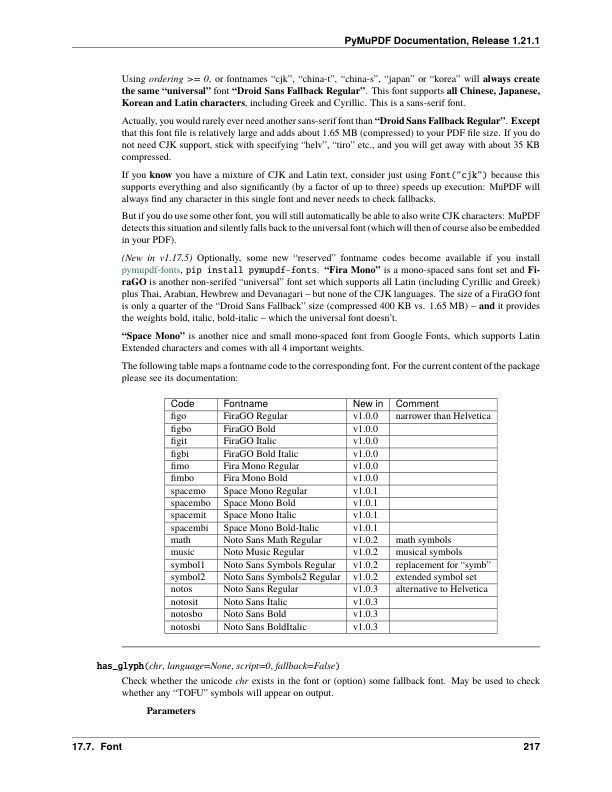 PyMuPDF Documentation, Release 1.21.1
Using ordering >= 0, or fontnames “cjk”, “china-t”, “china-s”, “japan” or “korea” will always create
the same “universal” font “Droid Sans Fallback Regular”. This font supports all Chinese, Japanese,
Korean and Latin characters, including Greek and Cyrillic. This is a sans-serif font.
Actually, you would rarely ever need another sans-serif font than “Droid Sans Fallback Regular”. Except
that this font file is relatively large and adds about 1.65 MB (compressed) to your PDF file size. If you do
not need CJK support, stick with specifying “helv”, “tiro” etc., and you will get away with about 35 KB
compressed.
If you know you have a mixture of CJK and Latin text, consider just using Font("cjk") because this
supports everything and also significantly (by a factor of up to three) speeds up execution: MuPDF will
always find any character in this single font and never needs to check fallbacks.
But if you do use some other font, you will still automatically be able to also write CJK characters: MuPDF
detects this situation and silently falls back to the universal font (which will then of course also be embedded
in your PDF).
(New in v1.17.5) Optionally, some new “reserved” fontname codes become available if you install
pymupdf-fonts, pip install pymupdf-fonts. “Fira Mono” is a mono-spaced sans font set and Fi-
raGO is another non-serifed “universal” font set which supports all Latin (including Cyrillic and Greek)
plus Thai, Arabian, Hewbrew and Devanagari – but none of the CJK languages. The size of a FiraGO font
is only a quarter of the “Droid Sans Fallback” size (compressed 400 KB vs. 1.65 MB) – and it provides
the weights bold, italic, bold-italic – which the universal font doesn’t.
“Space Mono” is another nice and small mono-spaced font from Google Fonts, which supports Latin
Extended characters and comes with all 4 important weights.
The following table maps a fontname code to the corresponding font. For the current content of the package
please see its documentation:
Code Fontname New in Comment
figo FiraGO Regular v1.0.0 narrower than Helvetica
figbo FiraGO Bold v1.0.0
figit FiraGO Italic v1.0.0
figbi FiraGO Bold Italic v1.0.0
fimo Fira Mono Regular v1.0.0
fimbo Fira Mono Bold v1.0.0
spacemo Space Mono Regular v1.0.1
spacembo Space Mono Bold v1.0.1
spacemit Space Mono Italic v1.0.1
spacembi Space Mono Bold-Italic v1.0.1
math Noto Sans Math Regular v1.0.2 math symbols
music Noto Music Regular v1.0.2 musical symbols
symbol1 Noto Sans Symbols Regular v1.0.2 replacement for “symb”
symbol2 Noto Sans Symbols2 Regular v1.0.2 extended symbol set
notos Noto Sans Regular v1.0.3 alternative to Helvetica
notosit Noto Sans Italic v1.0.3
notosbo Noto Sans Bold v1.0.3
notosbi Noto Sans BoldItalic v1.0.3
has_glyph(chr, language=None, script=0, fallback=False)
Check whether the unicode chr exists in the font or (option) some fallback font. May be used to check
whether any “TOFU” symbols will appear on output.
Parameters
17.7. Font 217